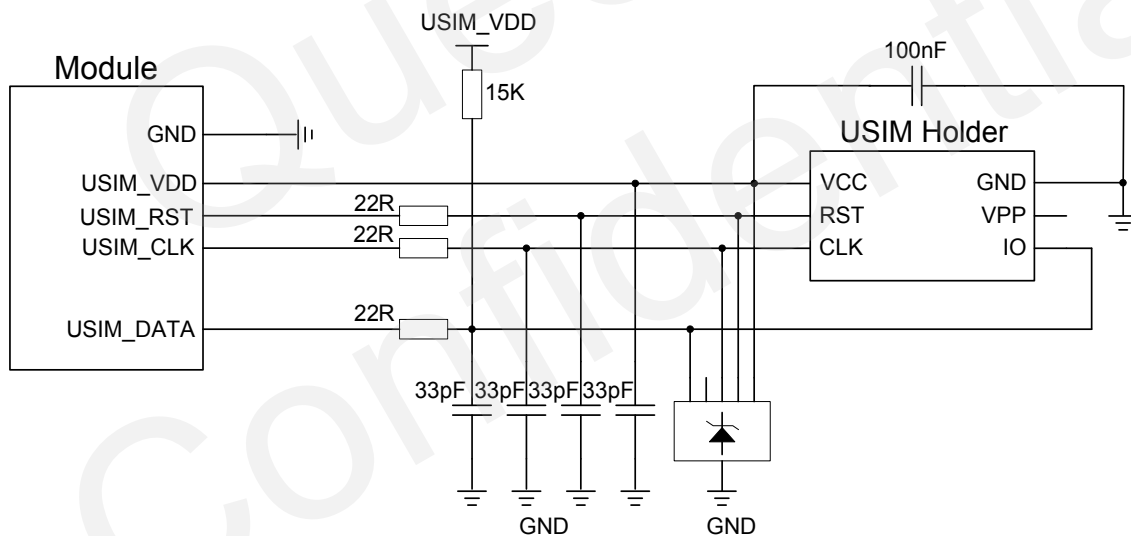 USIM_VDD
15K
100nF
Module
GND
USIM_VDD
USIM_RST
USIM_CLK
USIM_DATA
22R
22R
22R
USIM Holder
VCC
RST
CLK
GND
VPP
IO
33pF 33pF 33pF 33pF
GND
GND
Confidential